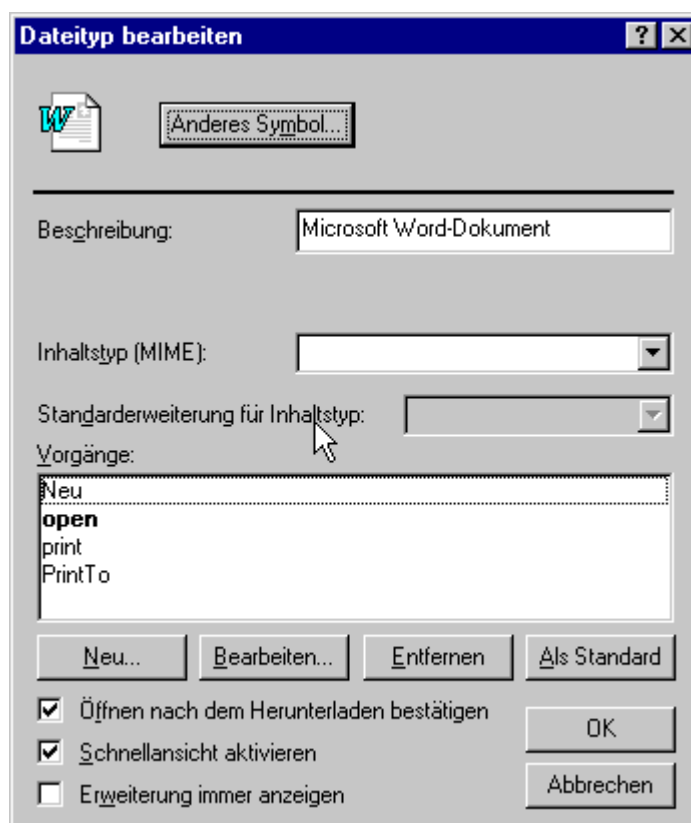 Dateityp bearbeiten
Anderes Symbol...
Beschreibung: Microsoft Word-Dokument
Inhaltstyp (MIME):
Standarderweiterung für Inhaltstyp:
Vorgänge:
Neu
open
print
PrintTo
Neu... Bearbeiten... Entfernen Als Standard
Öffnen nach dem Herunterladen bestätigen
OK
Schnellansicht aktivieren
Abbrechen
Erweiterung immer anzeigen